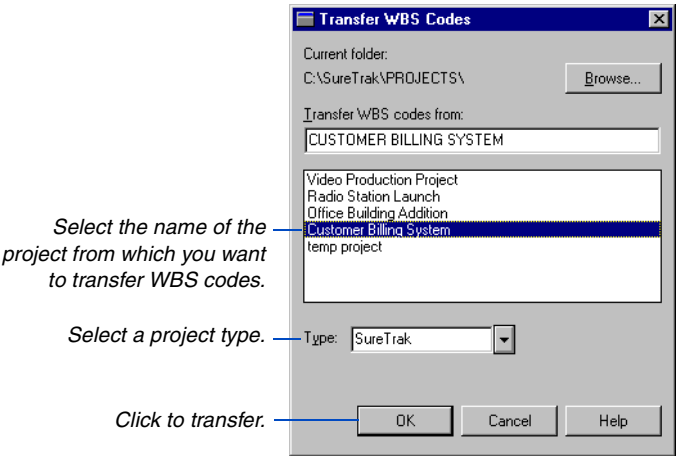 Transfer WBS Codes
Current folder:
C:\SureTrak\PROJECTS\
Browse...
Transfer WBS codes from:
CUSTOMER BILLING SYSTEM
Video Production Project
Radio Station Launch
Office Building Addition
Customer Billing System
temp project
Select the name of the
project from which you want
to transfer WBS codes.
Select a project type.
Type: SureTrak
Click to transfer.
OK Cancel Help